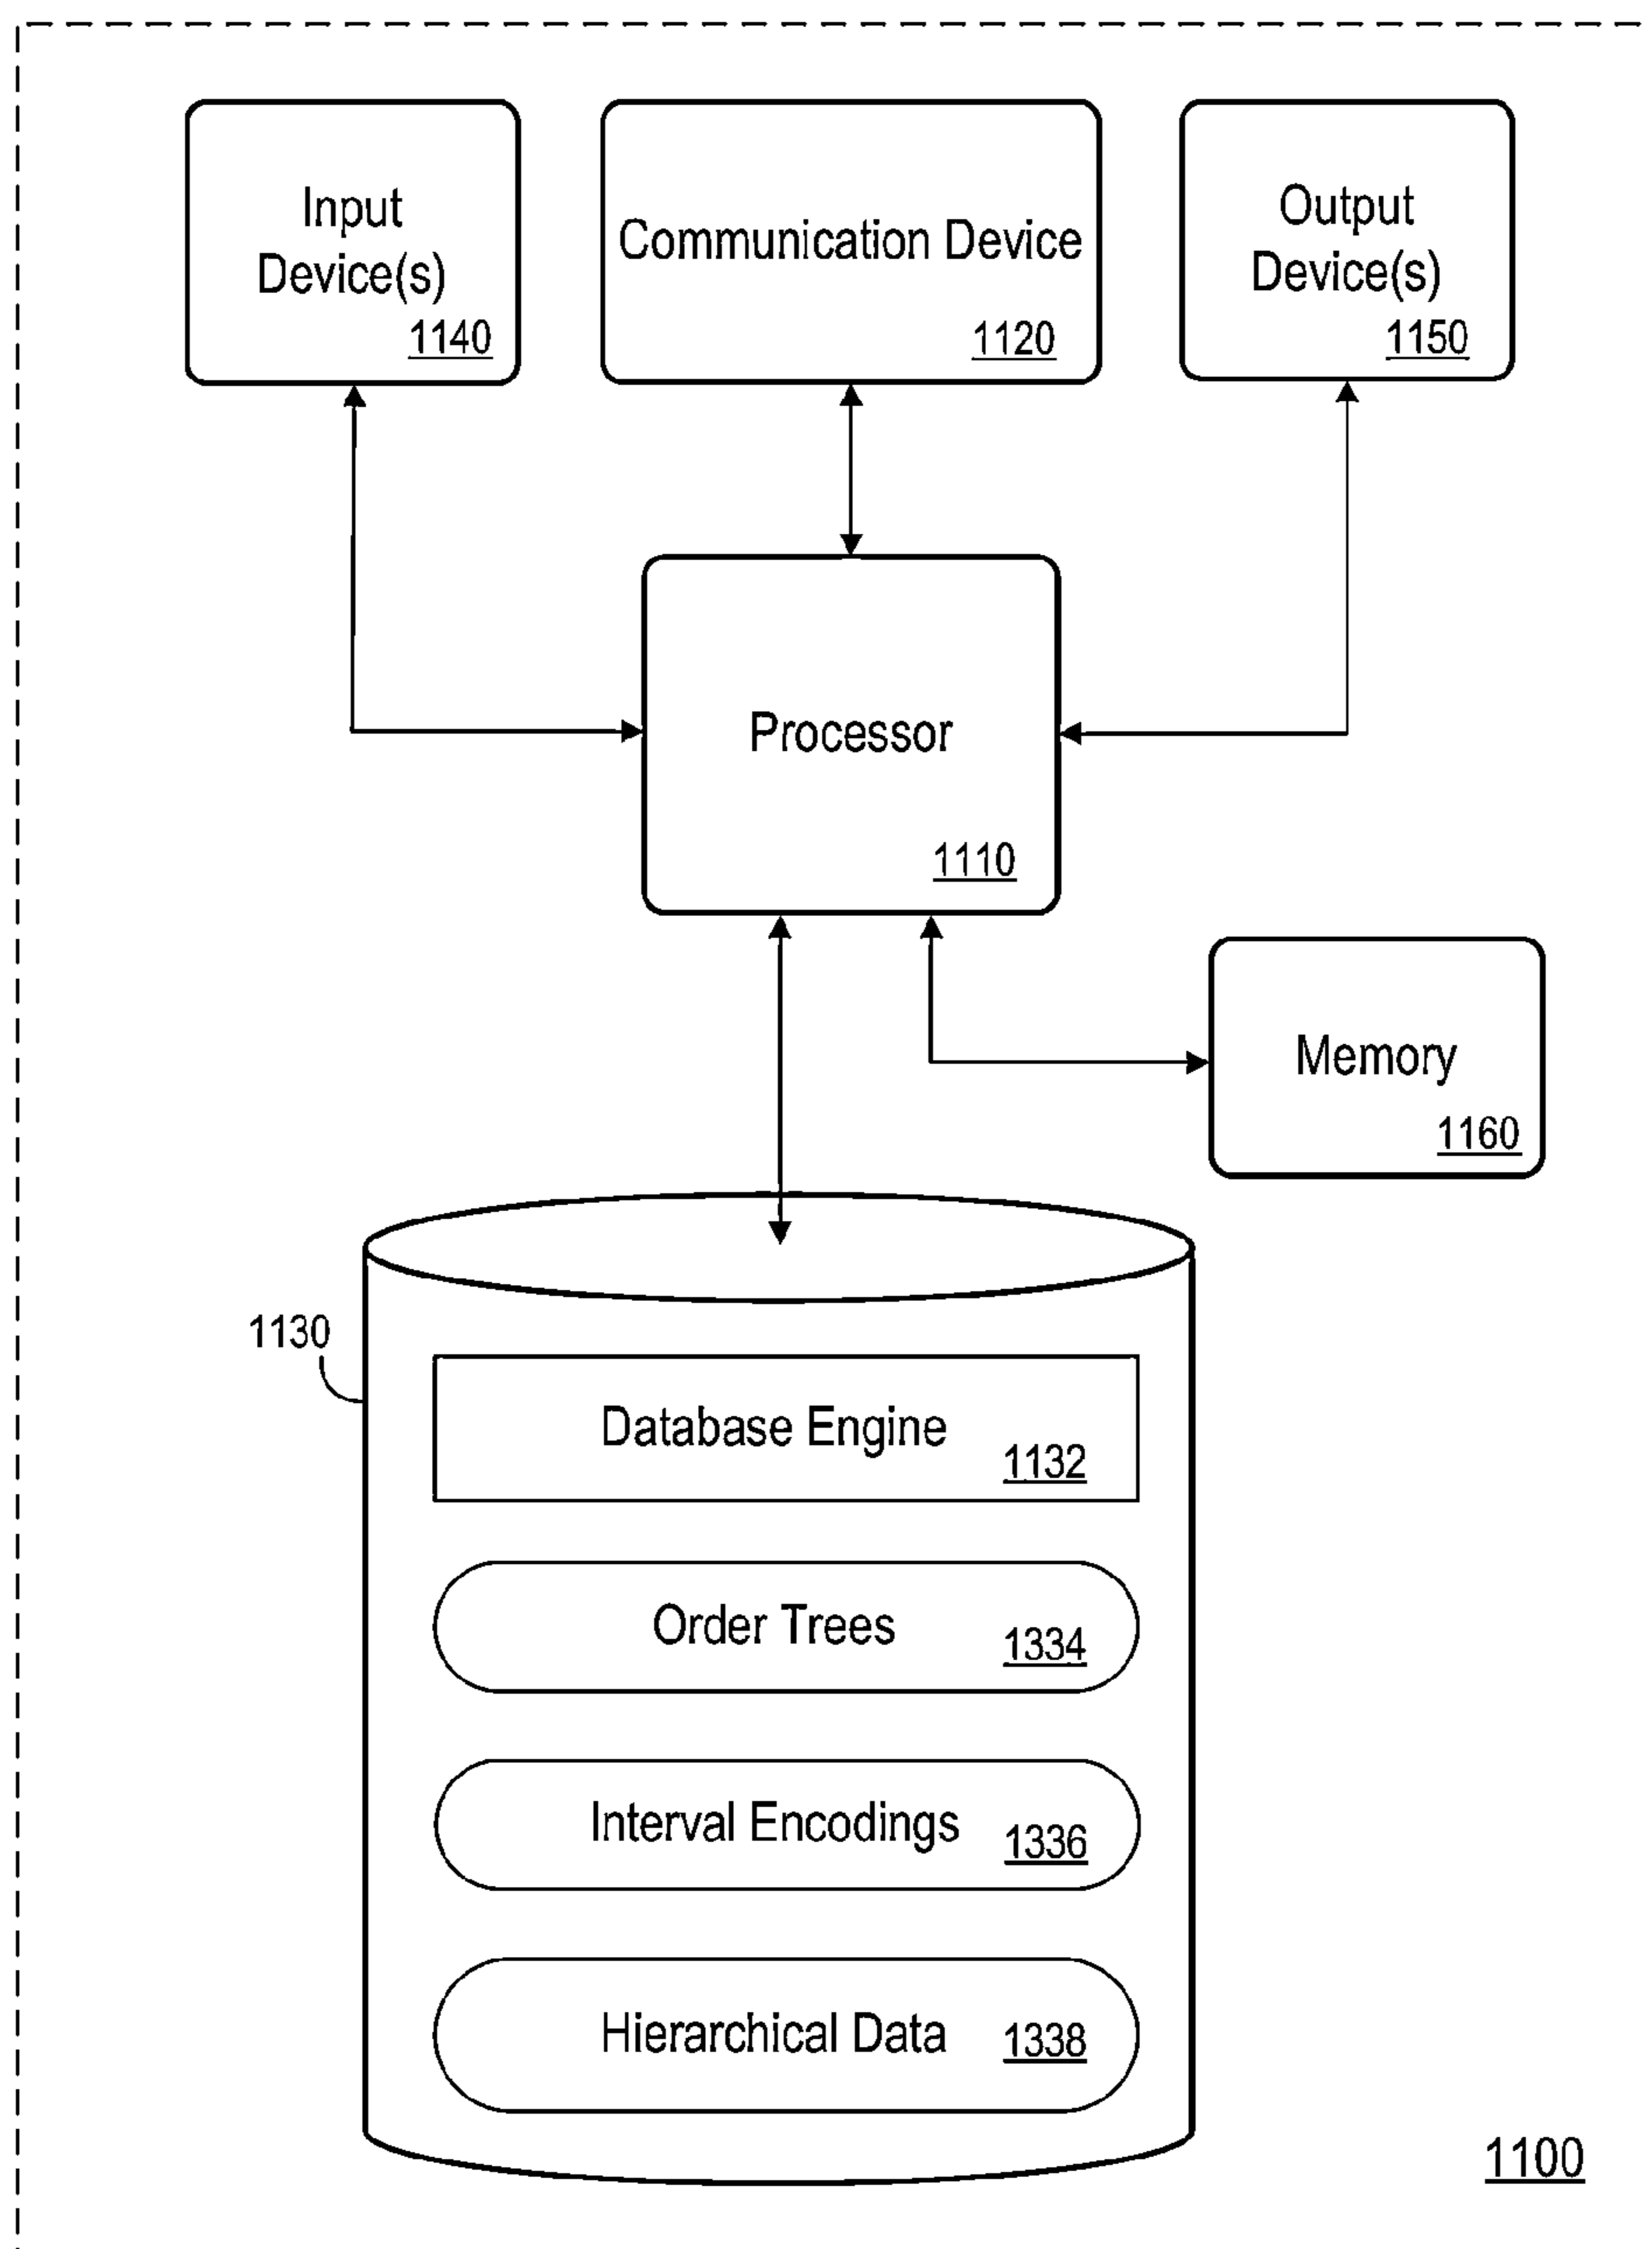 Input
Device(s)
1140
Communication Device
1120
Output
Device(s)
1150
Processor
1110
Memory
1160
1130
Database Engine
1132
Order Trees
1334
Interval Encodings
1336
Hierarchical Data
1338
1100